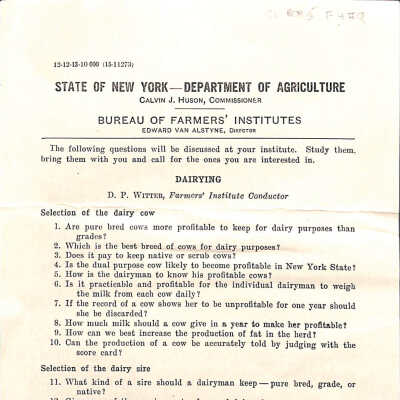 12-12-13-10 000 (15-11273)
STATE OF NEW YORK—DEPARTMENT OF AGRICULTURE
CALVIN J. HUSON, COMMISSIONER
BUREAU OF FARMERS' INSTITUTES
EDWARD VAN ALSTYNE, DIRECTOR
The following questions will be discussed at your institute. Study them,
bring them with you and call for the ones you are interested in.
DAIRYING
D. P. WITTER, Farmers' Institute Conductor
Selection of the dairy cow
1. Are pure bred cows more profitable to keep for dairy purposes than
grades?
2. Which is the best breed of cows for dairy purposes?
3. Does it pay to keep native or scrub cows?
4. Is the dual purpose cow likely to become profitable in New York State?
5. How is the dairyman to know his profitable cows?
6. Is it practicable and profitable for the individual dairyman to weigh
the milk from each cow daily?
7. If the record of a cow shows her to be unprofitable for one year should
she be discarded?
8. How much milk should a cow give in a year to make her profitable?
9. How can we best increase the production of fat in the herd?
10. Can the production of a cow be accurately told by judging with the
score card?
Selection of the dairy sire
11. What kind of a sire should a dairyman keep—pure bred, grade, or
native?